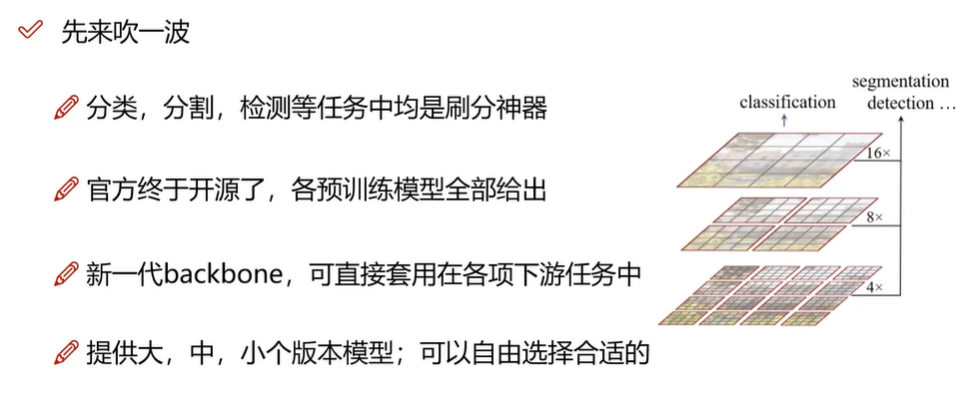 先来吹一波
分类，分割，检测等任务中均是刷分神器
官方终于开源了，各预训练模型全部给出
新一代backbone，可直接套用在各项下游任务中
提供大，中，小个版本模型；可以自由选择合适的
segmentation
classification
detection ...
16×
8×
4×